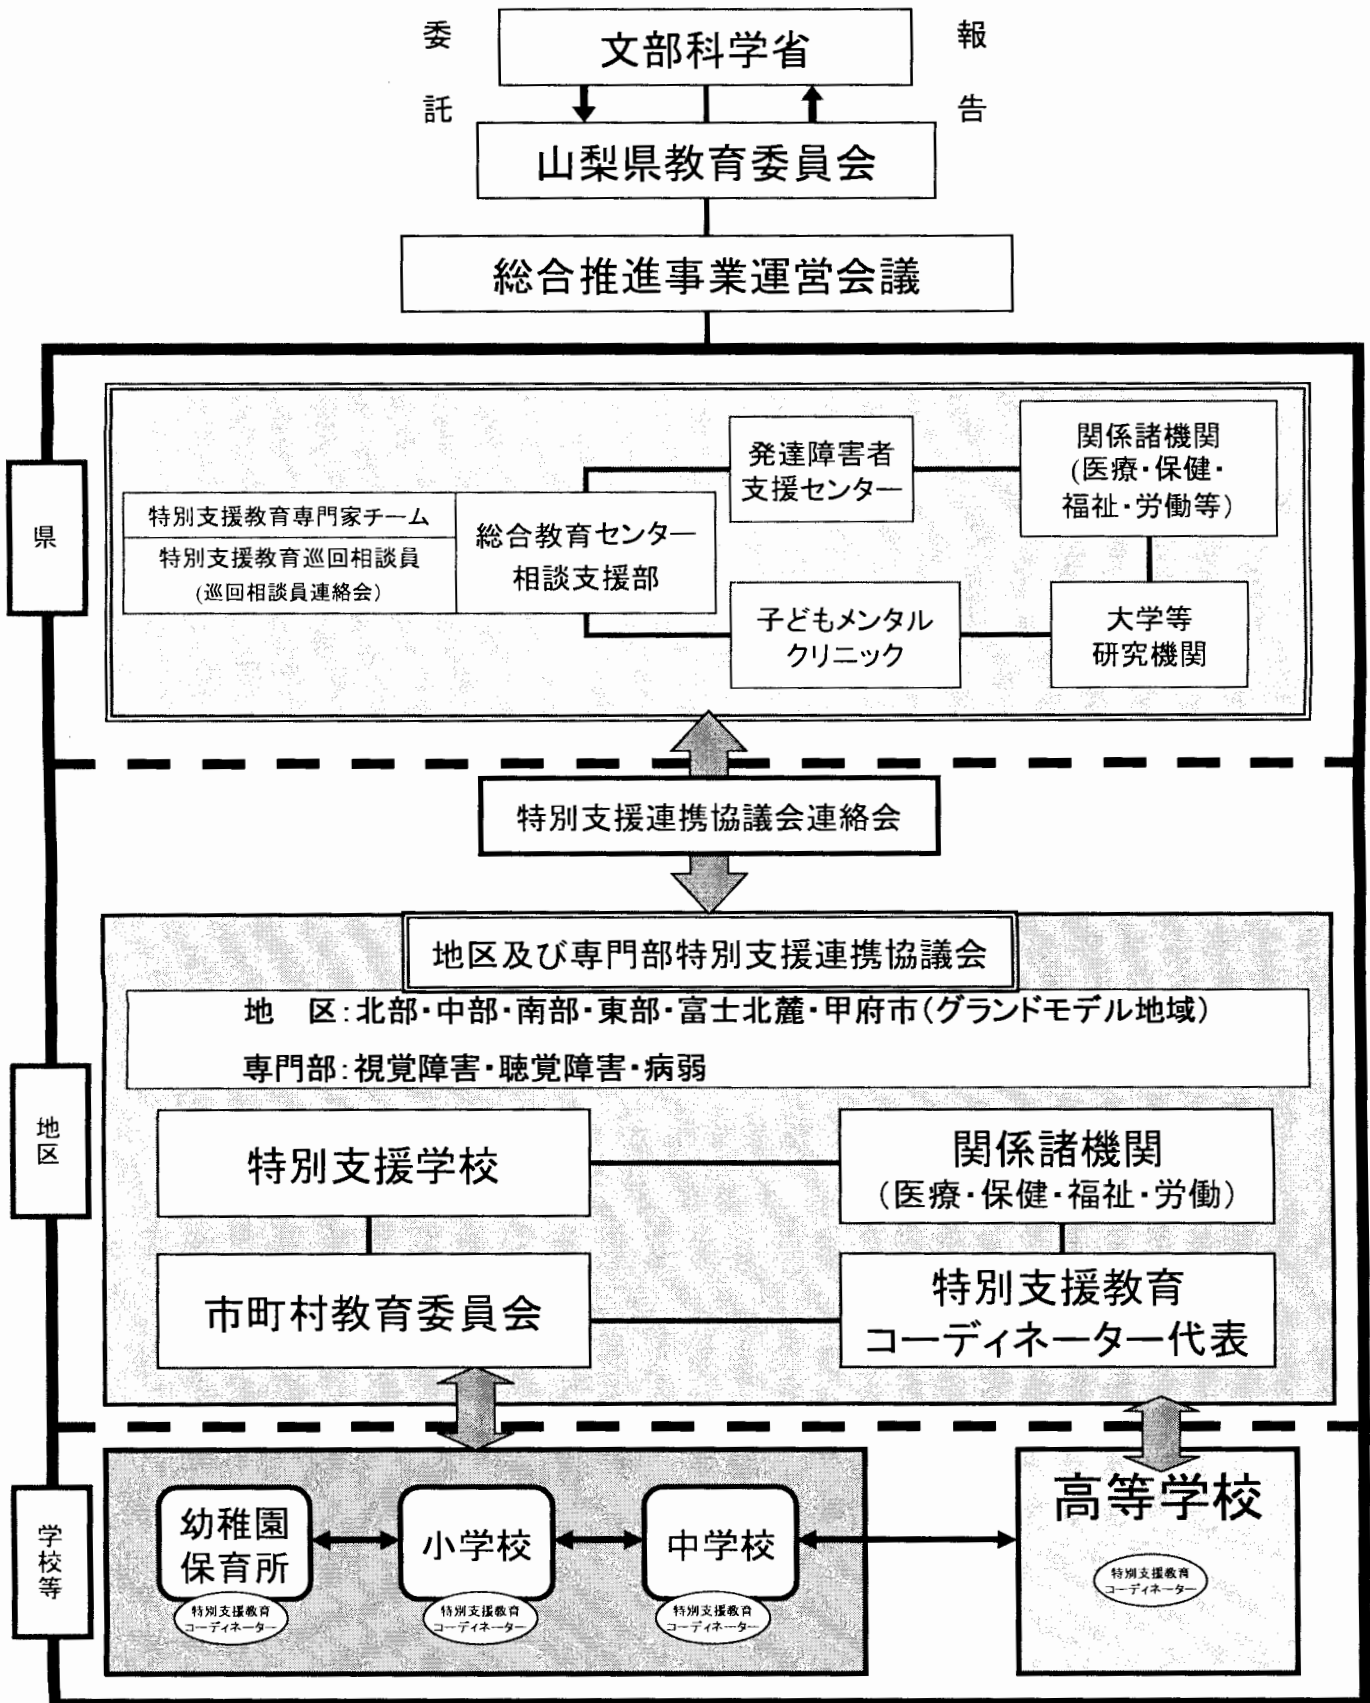 委託
報告
文部科学省
山梨県教育委員会
総合推進事業運営会議
県
特別支援教育専門家チーム
特別支援教育巡回相談員
(巡回相談員連絡会)
総合教育センター
相談支援部
発達障害者
支援センター
関係諸機関
(医療・保健・
福祉・労働等)
子どもメンタル
クリニック
大学等
研究機関
特別支援連携協議会連絡会
地区
地区及び専門部特別支援連携協議会
地 区:北部・中部・南部・東部・富士北麓・甲府市(グランドモデル地域)
専門部:視覚障害・聴覚障害・病弱
特別支援学校
関係諸機関
(医療・保健・福祉・労働)
市町村教育委員会
特別支援教育
コーディネーター代表
学校等
幼稚園
保育所
特別支援教育
コーディネーター
小学校
特別支援教育
コーディネーター
中学校
特別支援教育
コーディネーター
高等学校
特別支援教育
コーディネーター